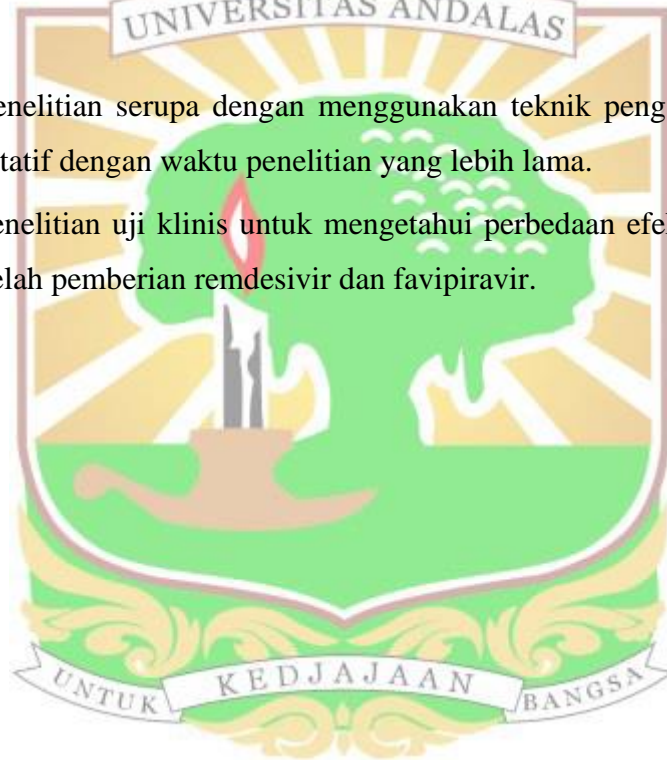 UNIVERSITAS ANDALAS
enelitian serupa dengan menggunakan teknik peng
tatif dengan waktu penelitian yang lebih lama.
enelitian uji klinis untuk mengetahui perbedaan efe
elah pemberian remdesivir dan favipiravir.
UNTUK KEDJAJAAN BANGSA